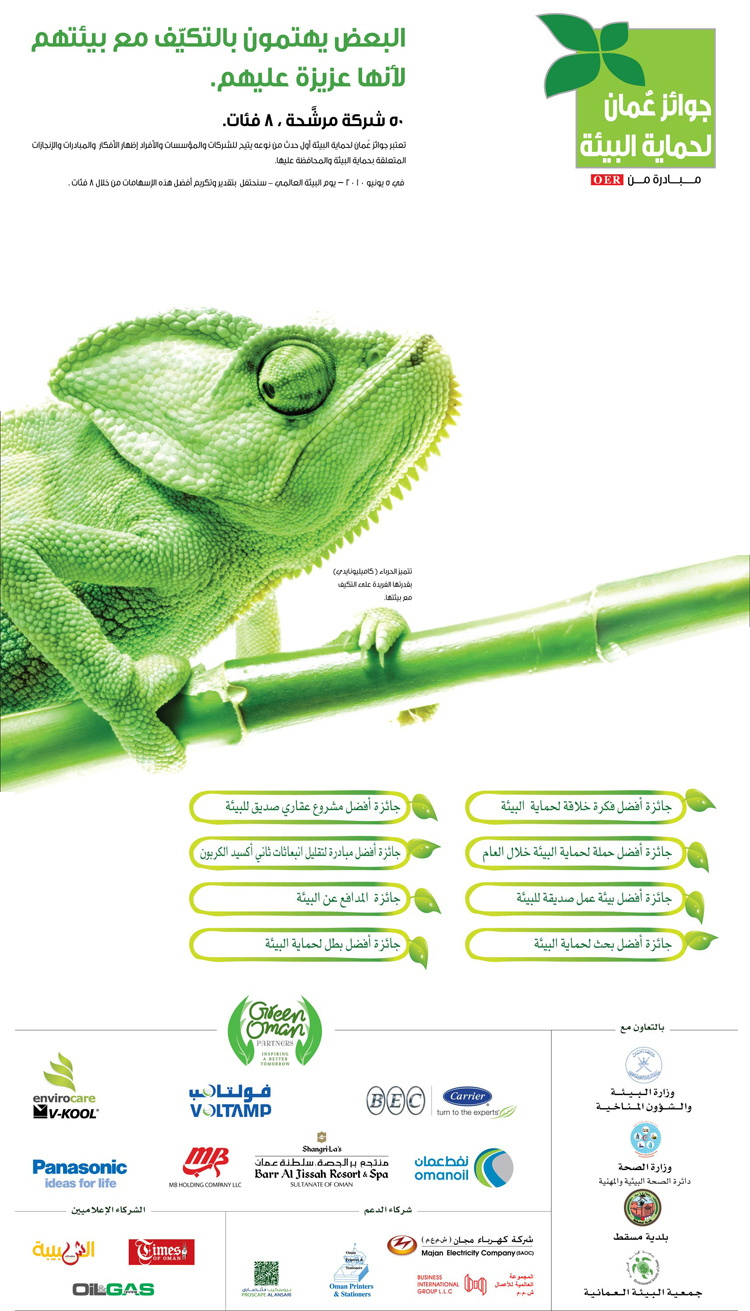 البعض يهتمون بالتكيّف مع بيئتهم
لأنها عزيزة عليهم.
٥٠ شركة مرشَّحة ، ٨ فئات.
تعتبر جوائز عُمان لحماية البيئة أول حدث من نوعه يتيح للشركات والمؤسسات والأفراد إظهار الأفكار والمبادرات والإنجازات
المتعلقة بحماية البيئة والمحافظة عليها.
في ٥ يونيو ٢٠١٠ – يوم البيئة العالمي - سنحتفل بتقدير وتكريم أفضل هذه الإسهامات من خلال ٨ فئات .
جوائز عُمان
لحماية البيئة
مـبـادرة مـن OER
تتميز الحرباء (كاميليونايدي)
بقدرتها الفريدة على التكيف
مع بيئتها.
جائزة أفضل فكرة خلاقة لحماية البيئة
جائزة أفضل مشروع عقاري صديق للبيئة
جائزة أفضل حملة لحماية البيئة خلال العام
جائزة أفضل مبادرة لتقليل انبعاثات ثاني أكسيد الكربون
جائزة أفضل بيئة عمل صديقة للبيئة
جائزة المدافع عن البيئة
جائزة أفضل بحث لحماية البيئة
جائزة أفضل بطل لحماية البيئة
بالتعاون مع
وزارة البـيـئـة
والـشـؤون المـنـاخـيـة
وزارة الصحة
دائرة الصحة البيئية والمهنية
بلدية مسقط
جمعية البيئة العمانية
Green
Oman
PARTNERS
INSPIRING
A BETTER
TOMORROW
envirocare
V-KOOL®
فولتامب
VOLTAMP
BEC
Carrier
turn to the experts
Panasonic
ideas for life
MB
MB HOLDING COMPANY LLC
Shangri-La's
منتجع بر الجصة، سلطنة عمان
Barr Al Jissah Resort & Spa
SULTANATE OF OMAN
نفط عمان
omanoil
الشركاء الإعلاميين
الشبيبة
Times
OF OMAN
OIL&GAS
شركاء الدعم
شركة كهرباء مجان (ش م ع م)
Majan Electricity Company (SAOC)
بروسكيب الأنصاري
PROSCAPE AL ANSARI
Oman Printers
& Stationers
BUSINESS
INTERNATIONAL
GROUP L.L.C
المجموعة
العالمية للأعمال
ش.م.م